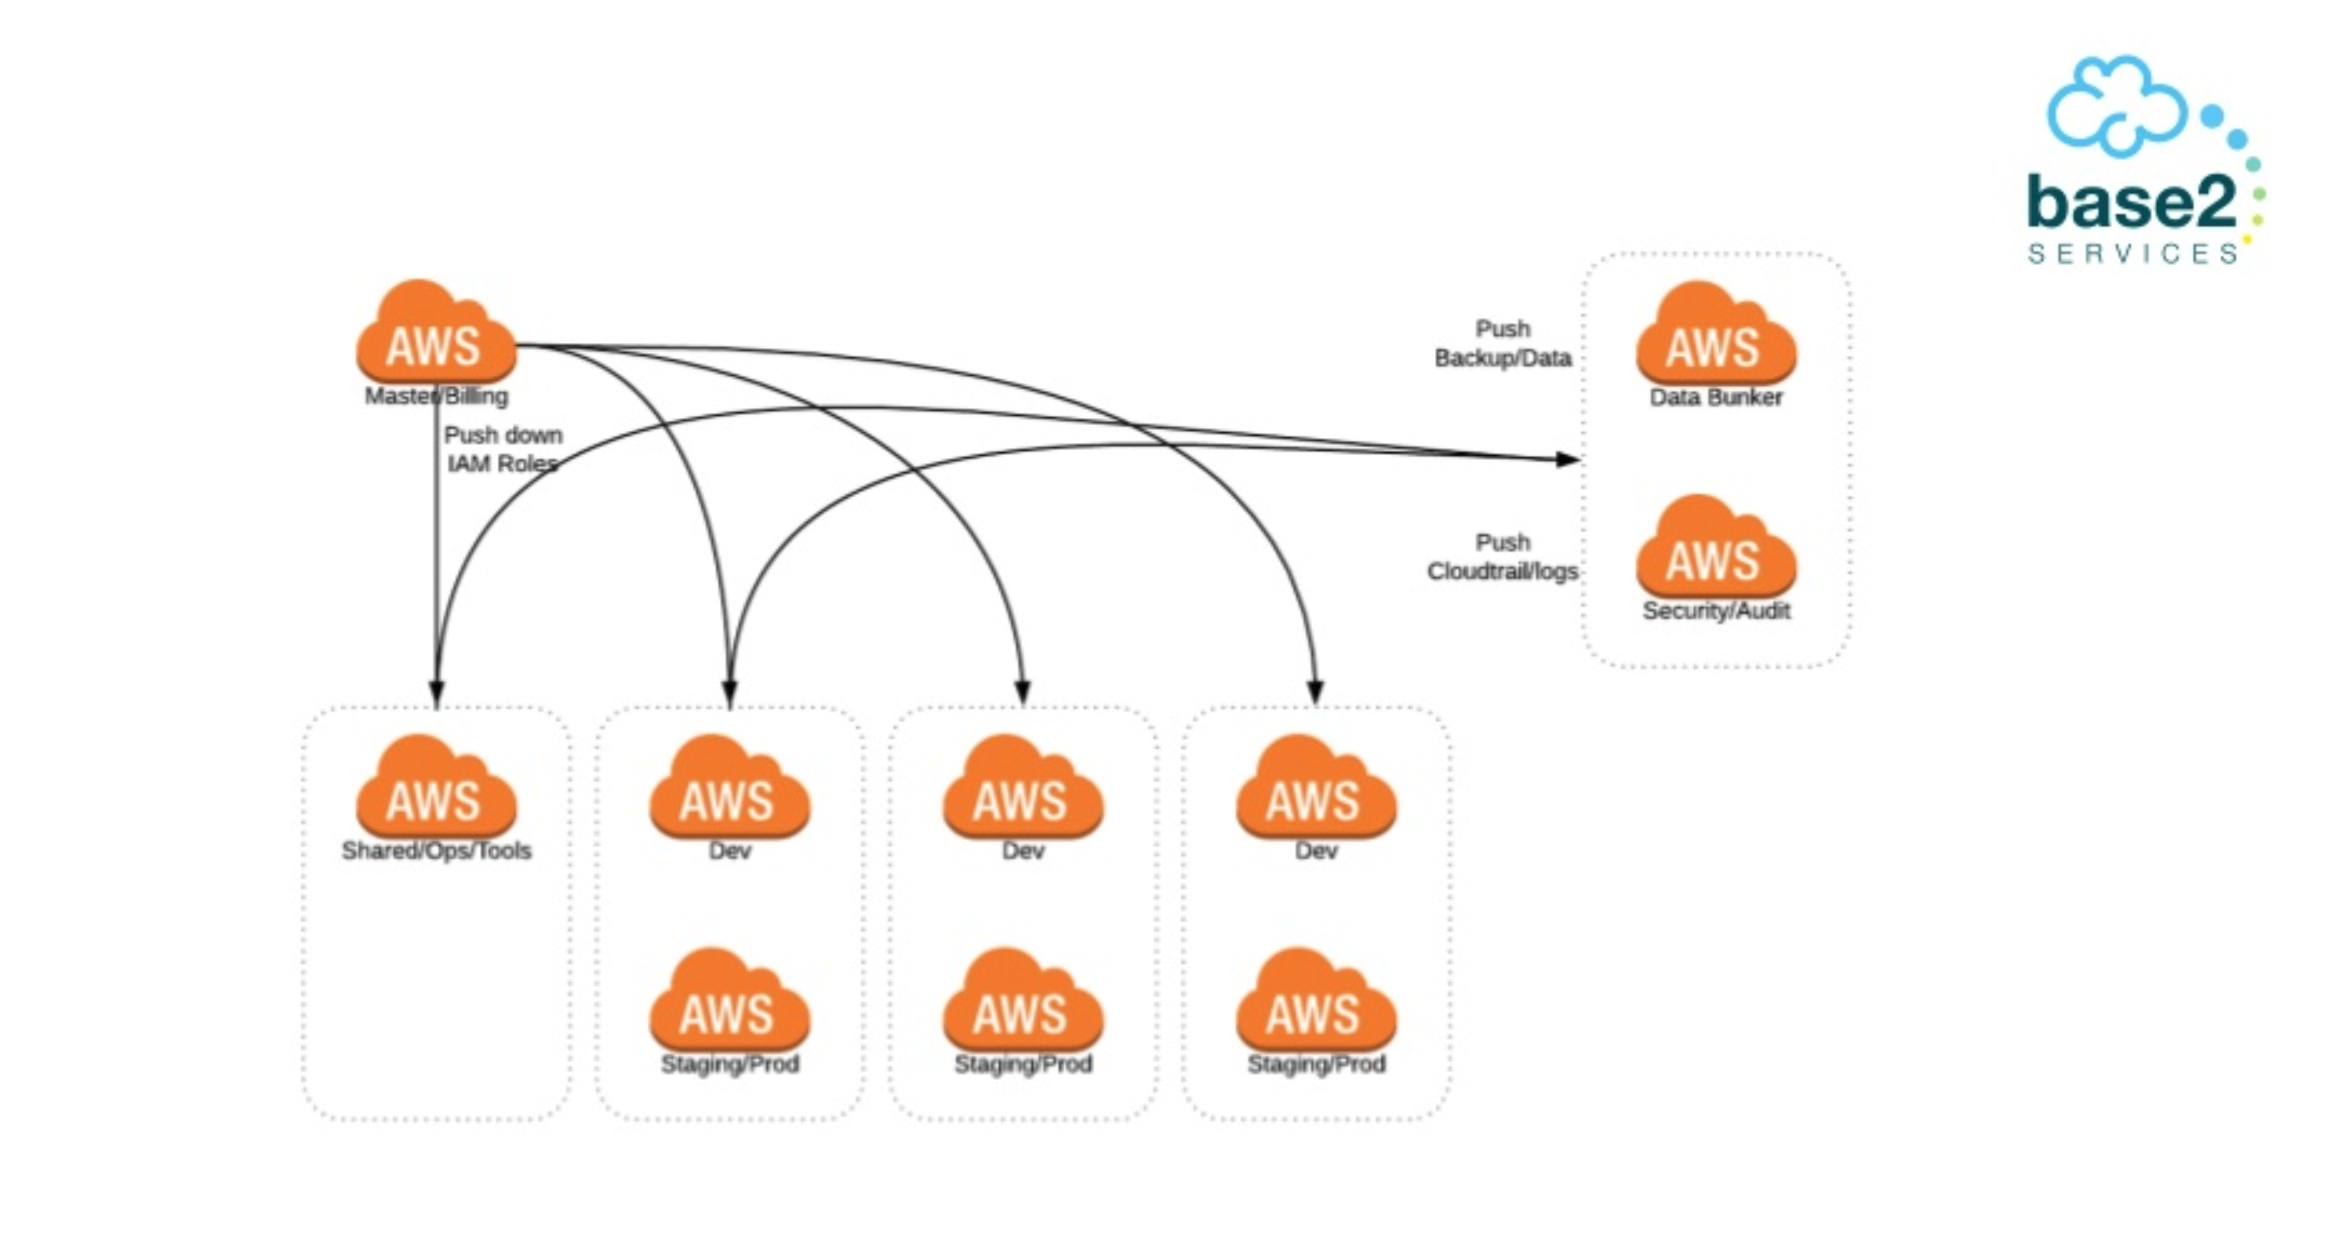 base2
SERVICES
AWS
Master/Billing
Push down
IAM Roles
Push
Backup/Data
AWS
Data Bunker
Push
Cloudtrail/logs
AWS
Security/Audit
AWS
Shared/Ops/Tools
AWS
Dev
AWS
Dev
AWS
Dev
AWS
Staging/Prod
AWS
Staging/Prod
AWS
Staging/Prod